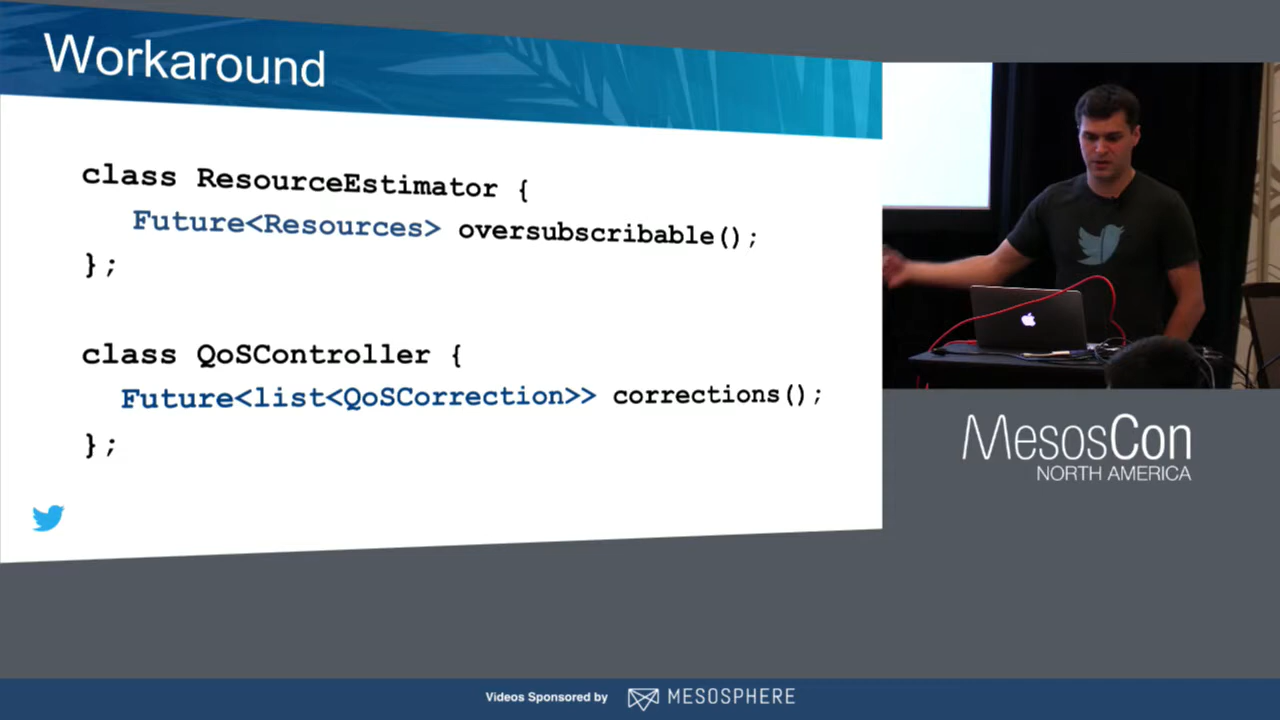 Workaround
class ResourceEstimator {
Future<Resources> oversubscribable();
};
class QoSController {
Future<list<QoSCorrection>> corrections();
};
MesosCon
NORTH AMERICA
Videos Sponsored by MESOSPHERE